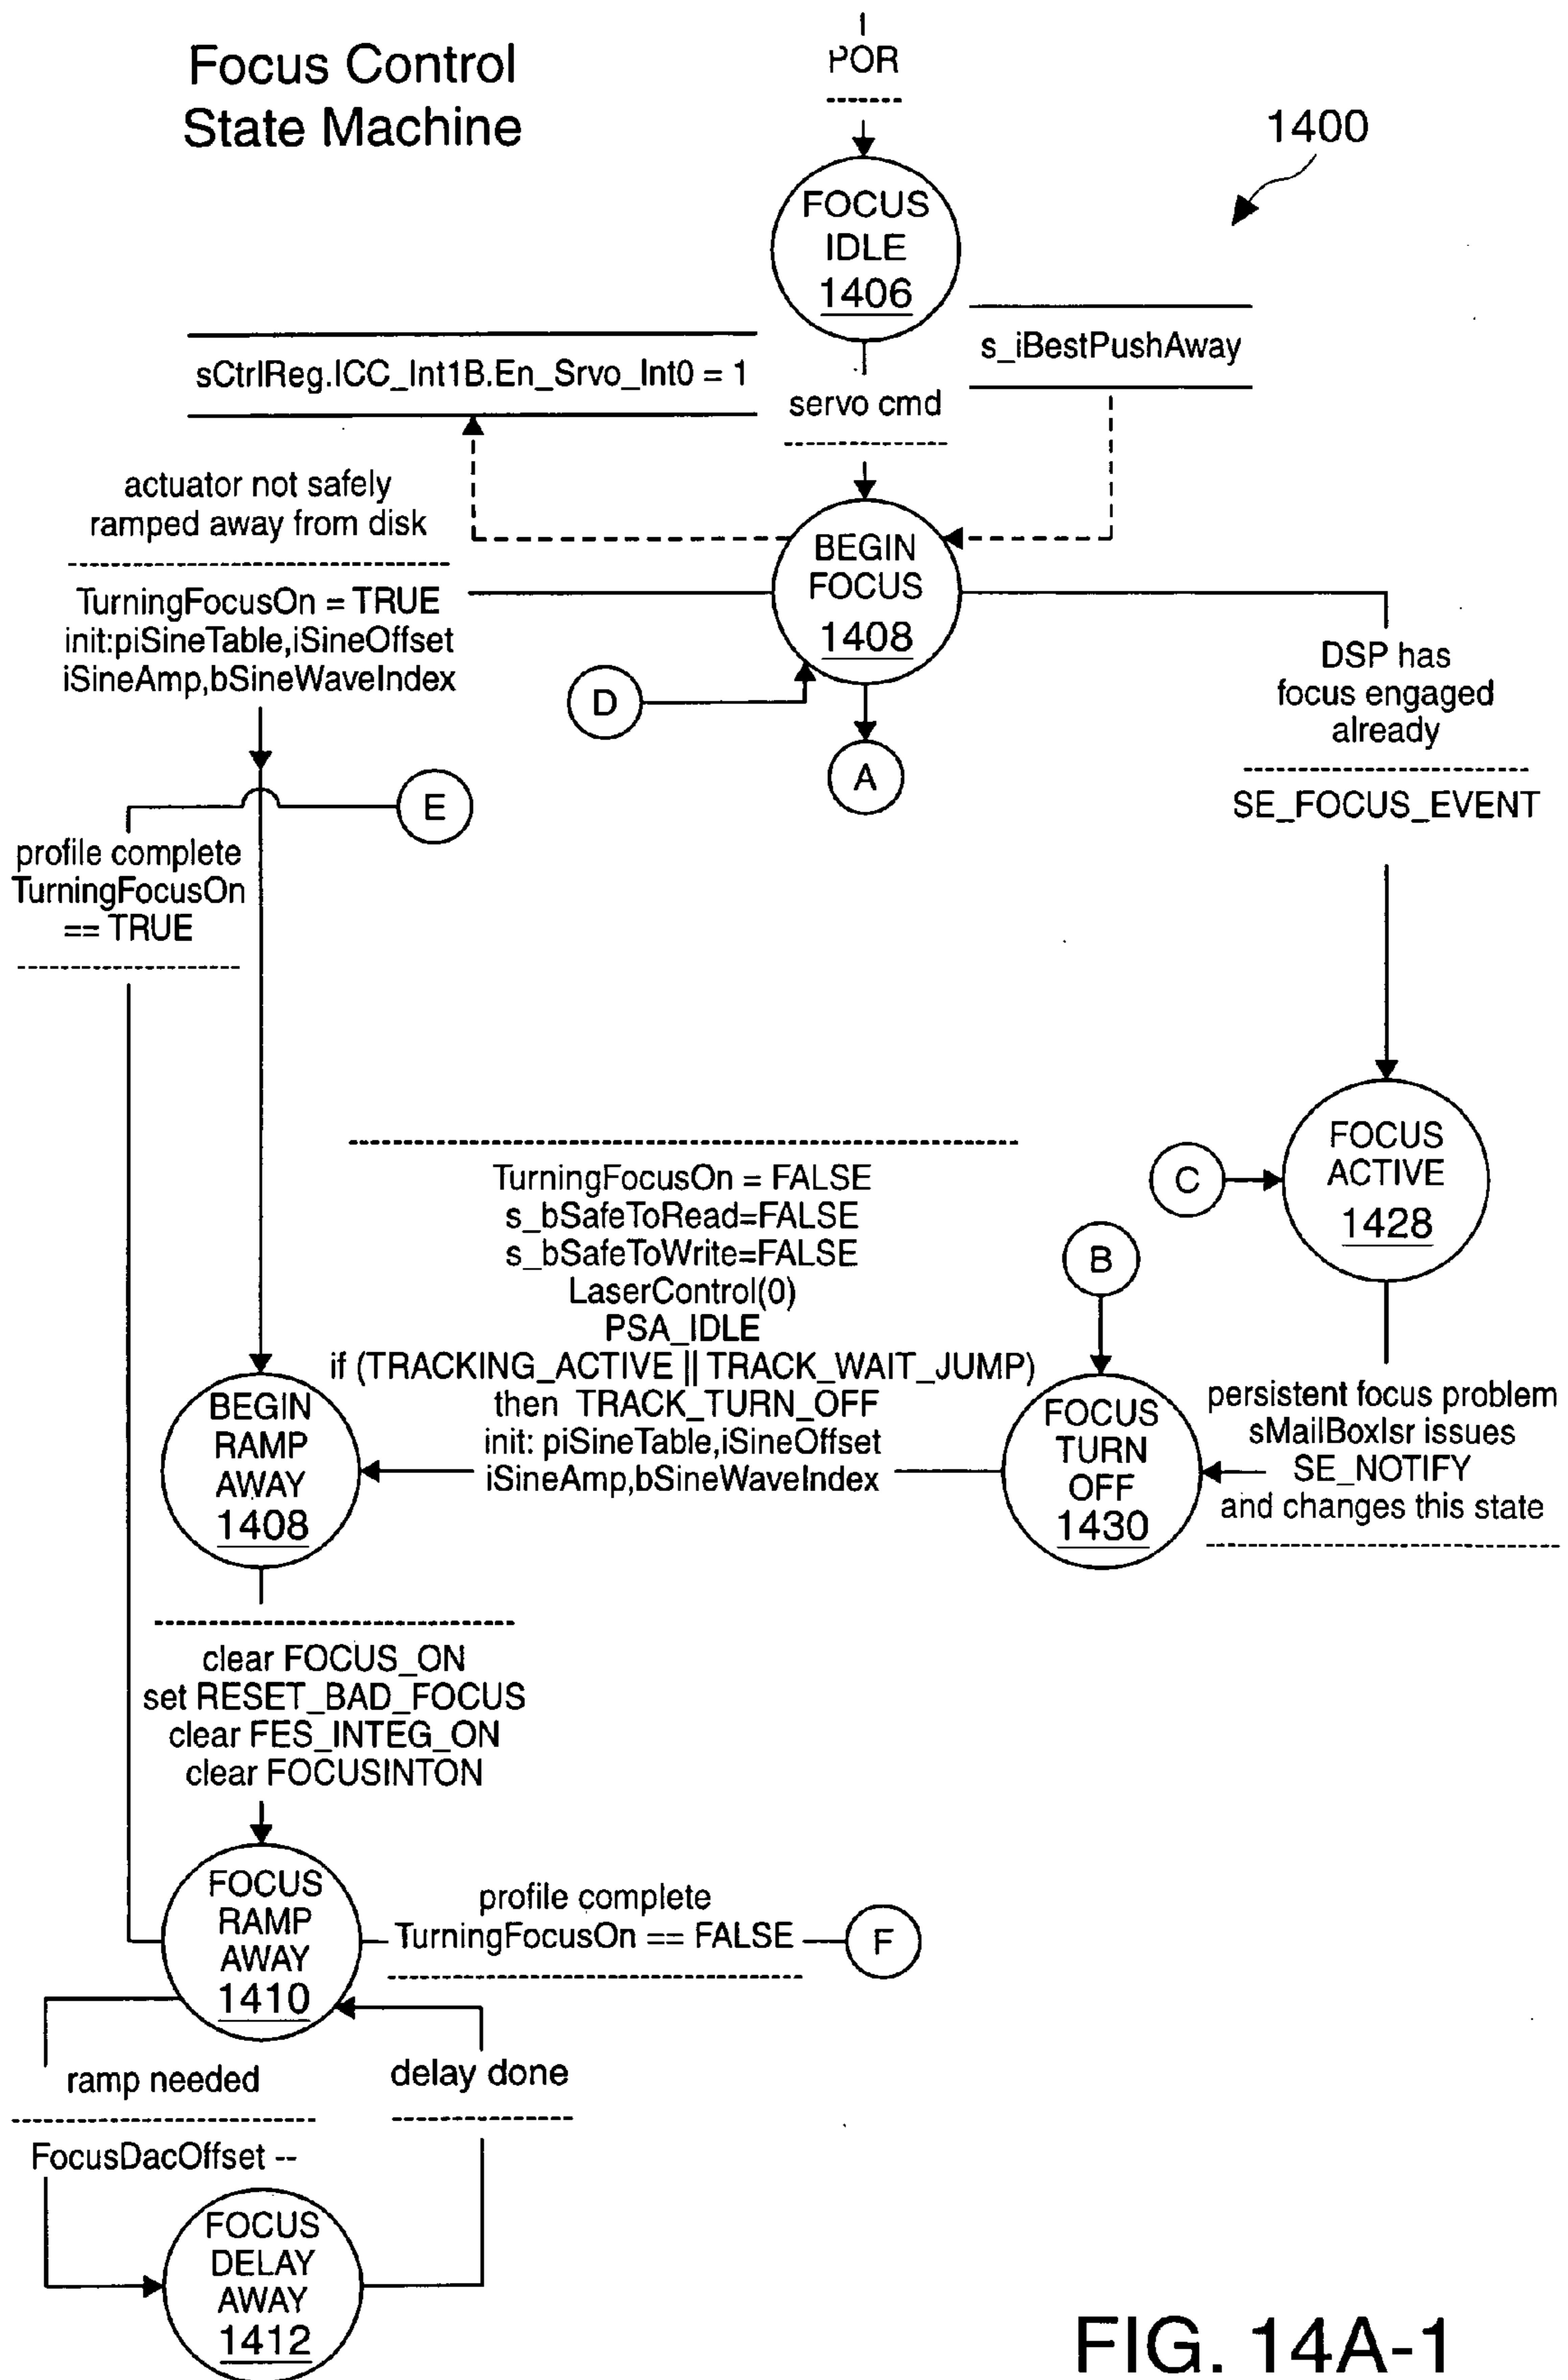 Focus Control
State Machine
POR
1400
FOCUS
IDLE
1406
sCtrlReg.ICC_Int1B.En_Srvo_Int0 = 1
s_iBestPushAway
servo cmd
actuator not safely
ramped away from disk
TurningFocusOn = TRUE
init:piSineTable,iSineOffset
iSineAmp,bSineWaveIndex
BEGIN
FOCUS
1408
DSP has
focus engaged
already
SE_FOCUS_EVENT
D
A
E
profile complete
TurningFocusOn
== TRUE
TurningFocusOn = FALSE
s_bSafeToRead=FALSE
s_bSafeToWrite=FALSE
LaserControl(0)
PSA_IDLE
if (TRACKING_ACTIVE || TRACK_WAIT_JUMP)
then TRACK_TURN_OFF
init: piSineTable,iSineOffset
iSineAmp,bSineWaveIndex
C
FOCUS
ACTIVE
1428
B
BEGIN
RAMP
AWAY
1408
FOCUS
TURN
OFF
1430
persistent focus problem
sMailBoxIsr issues
SE_NOTIFY
and changes this state
clear FOCUS_ON
set RESET_BAD_FOCUS
clear FES_INTEG_ON
clear FOCUSINTON
FOCUS
RAMP
AWAY
1410
profile complete
TurningFocusOn == FALSE
F
ramp needed
delay done
FocusDacOffset --
FOCUS
DELAY
AWAY
1412
FIG. 14A-1